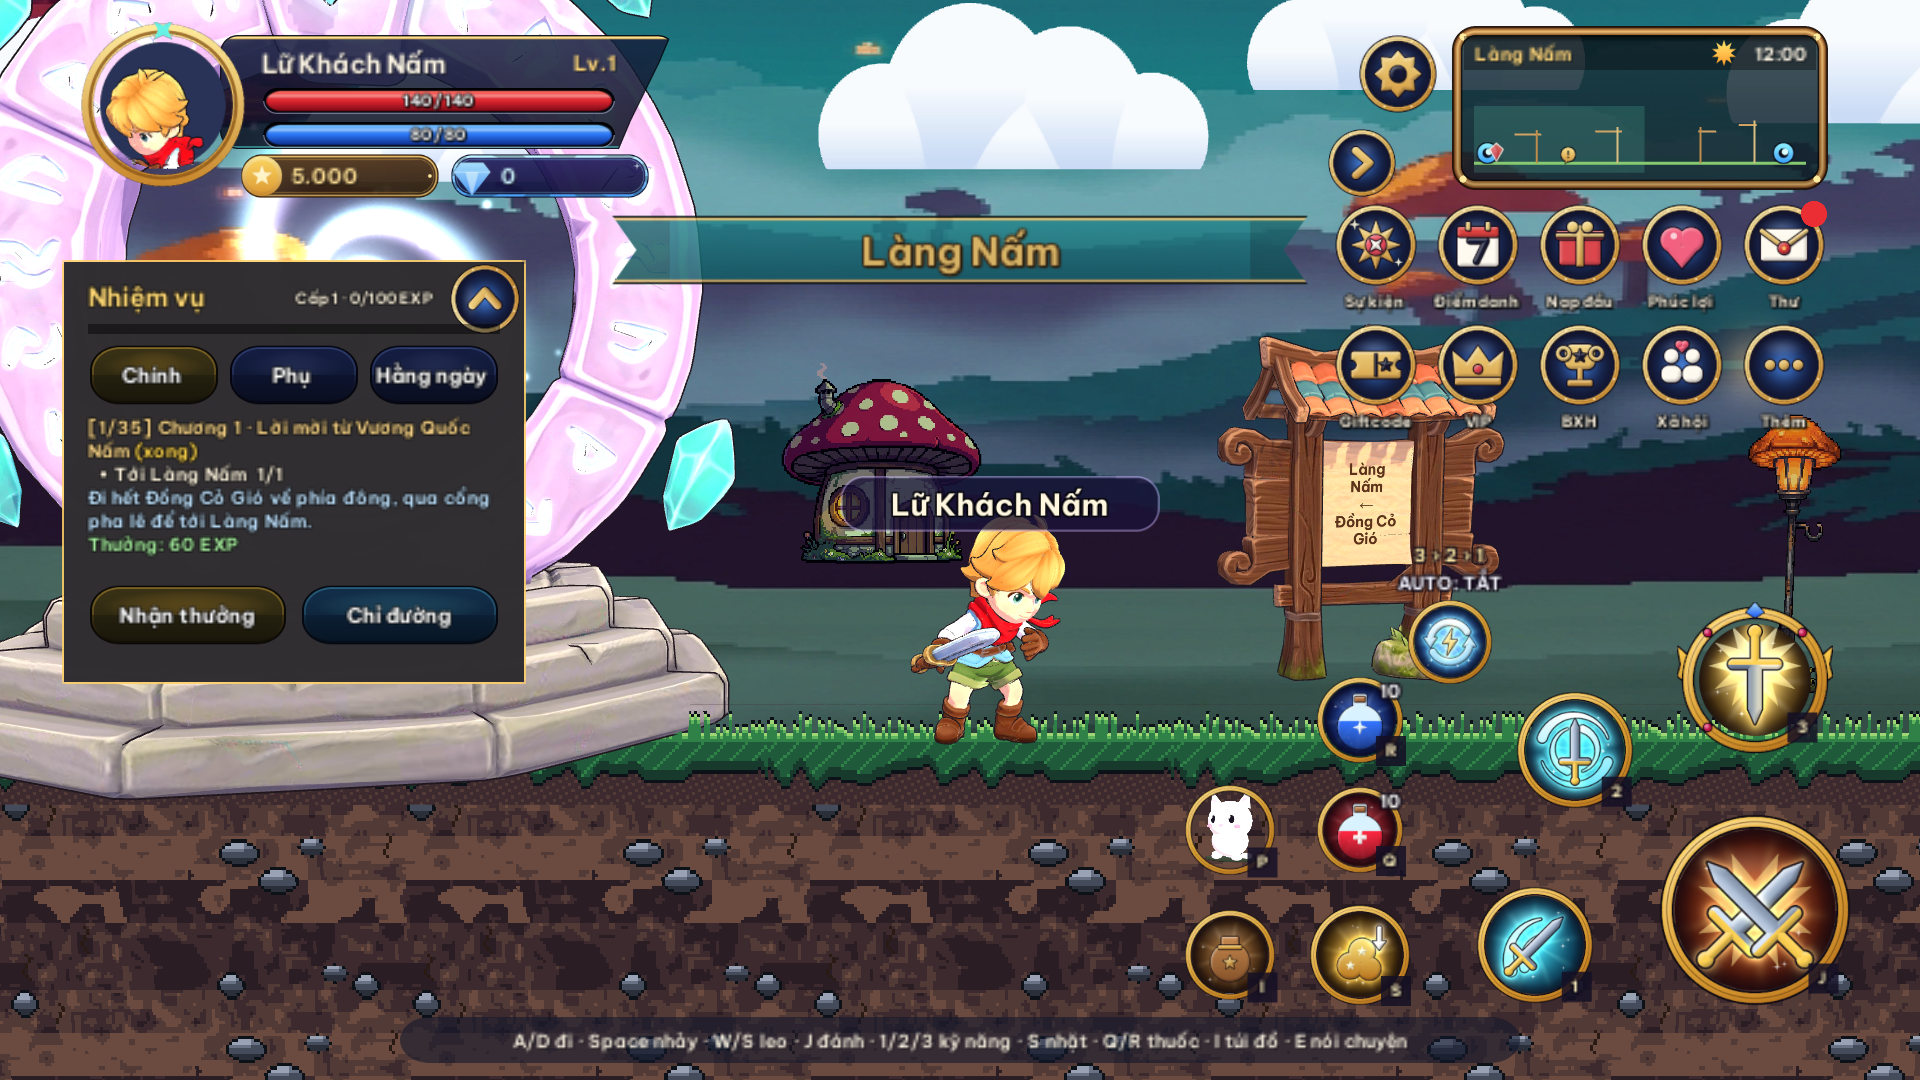 Lữ Khách Nấm
Lv.1
140/140
80/80
5.000
0
Làng Nấm
12:00
Làng Nấm
Sự kiện
7
Điểm danh
Nạp đầu
Phúc lợi
Thư
Giftcode
VIP
BXH
Xã hội
Thêm
Nhiệm vụ
Cấp 1 · 0/100 EXP
Chính
Phụ
Hằng ngày
[1/35] Chương 1 · Lời mời từ Vương Quốc
Nấm (xong)
• Tới Làng Nấm 1/1
Đi hết Đồng Cỏ Gió về phía đông, qua cổng
pha lê để tới Làng Nấm.
Thưởng: 60 EXP
Nhận thưởng
Chỉ đường
Lữ Khách Nấm
Làng
Nấm
←
Đồng Cỏ
Gió
3 › 2 › 1
AUTO: TẮT
10
R
3
2
10
Q
P
I
S
1
J
A/D đi · Space nhảy · W/S leo · J đánh · 1/2/3 kỹ năng · S nhặt · Q/R thuốc · I túi đồ · E nói chuyện